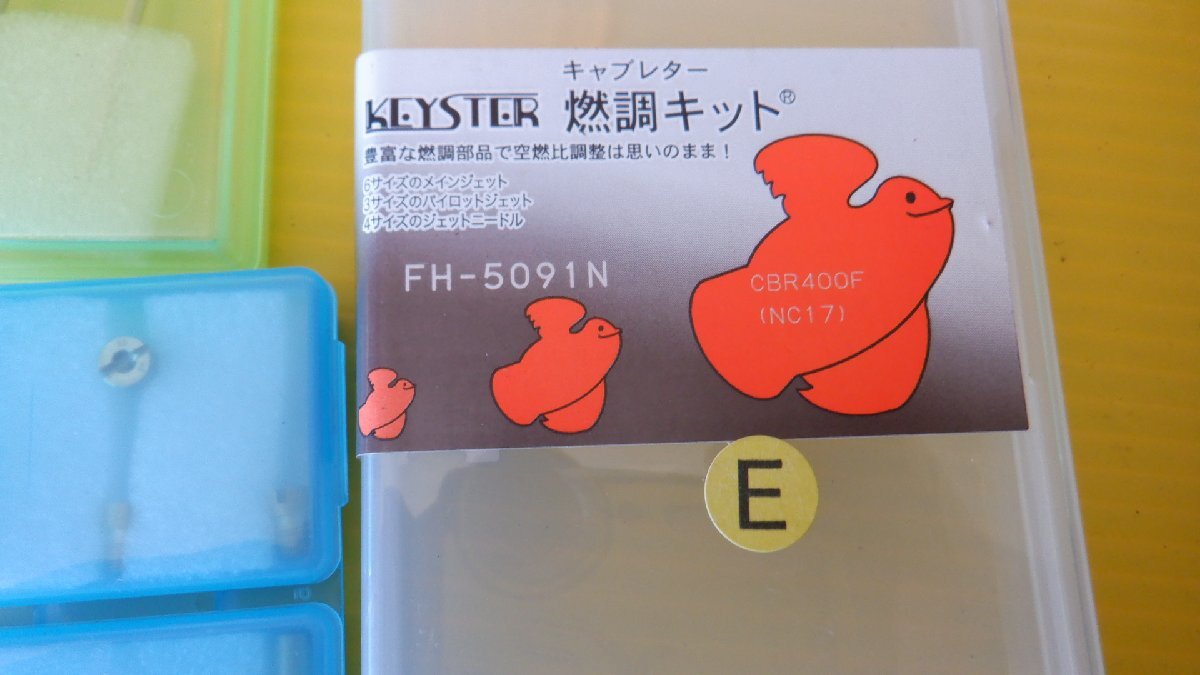 キャブレター
KEYSTER 燃調キット®
豊富な燃調部品で空燃比調整は思いのまま！
6サイズのメインジェット
3サイズのパイロットジェット
4サイズのジェットニードル
FH-5091N
CBR400F
(NC17)
E